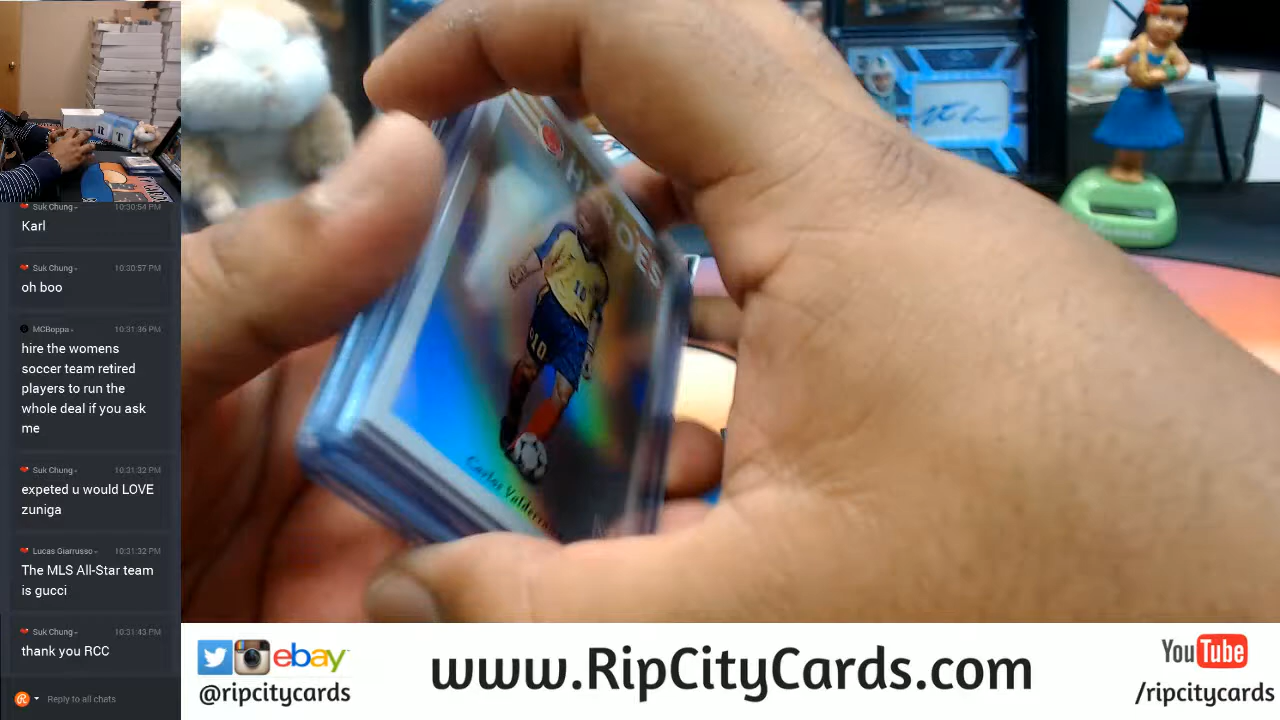 Suk Chung
10:30:54 PM
Karl
Suk Chung
10:30:57 PM
oh boo
MCBoppa
10:31:36 PM
hire the womens
soccer team retired
players to run the
whole deal if you ask
me
Suk Chung
10:31:32 PM
expeted u would LOVE
zuniga
Lucas Giarrusso
10:31:32 PM
The MLS All-Star team
is gucci
Suk Chung
10:31:43 PM
thank you RCC
Reply to all chats
R
T
10
10
Carlos
ebay
@ripcitycards
www.RipCityCards.com
YouTube
/ripcitycards